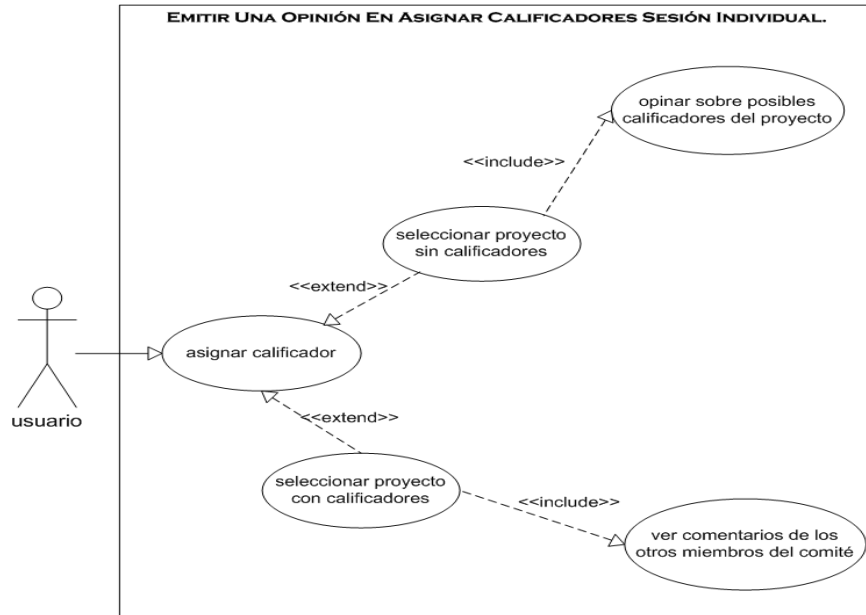 EMITIR UNA OPINIÓN EN ASIGNAR CALIFICADORES SESIÓN INDIVIDUAL.
opinar sobre posibles
calificadores del proyecto
<<include>>
seleccionar proyecto
sin calificadores
<<extend>>
asignar calificador
usuario
<<extend>>
seleccionar proyecto
con calificadores
<<include>>
ver comentarios de los
otros miembros del comité